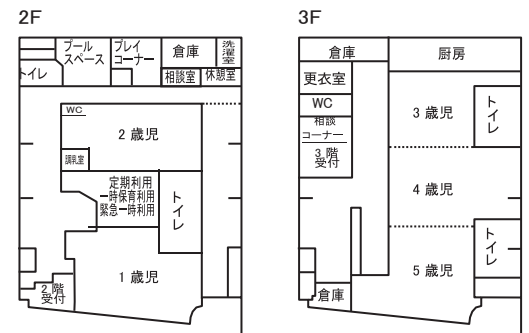 2F
プール
スペース
プレイ
コーナー
倉庫
洗濯室
トイレ
相談室
休憩室
WC
2歳児
調乳室
定期利用
一時保育利用
緊急一時利用
トイレ
1歳児
2階
受付
3F
倉庫
厨房
更衣室
WC
相談
コーナー
3階
受付
3歳児
トイレ
4歳児
トイレ
5歳児
倉庫